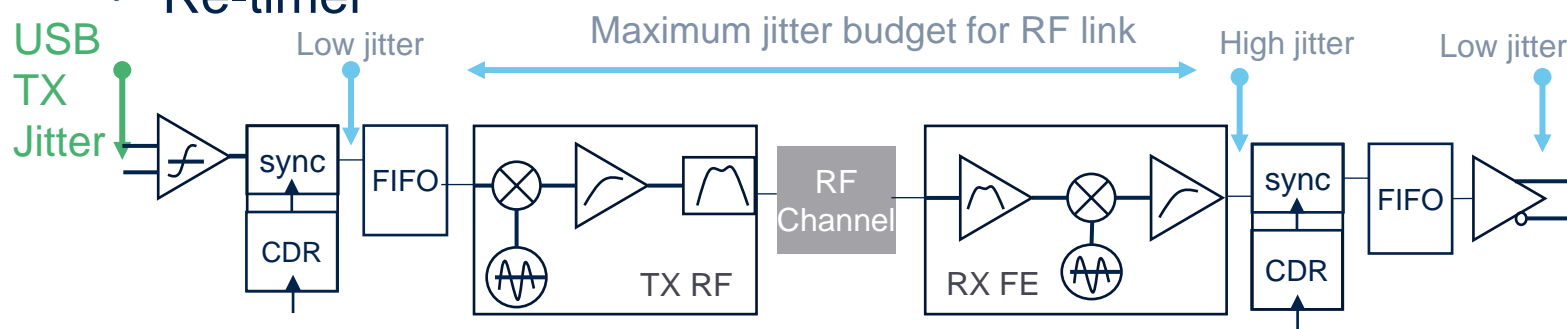 • Re-timer
USB
TX
Jitter
Low jitter
Maximum jitter budget for RF link
High jitter
Low jitter
sync
CDR
FIFO
TX RF
RF
Channel
RX FE
sync
CDR
FIFO